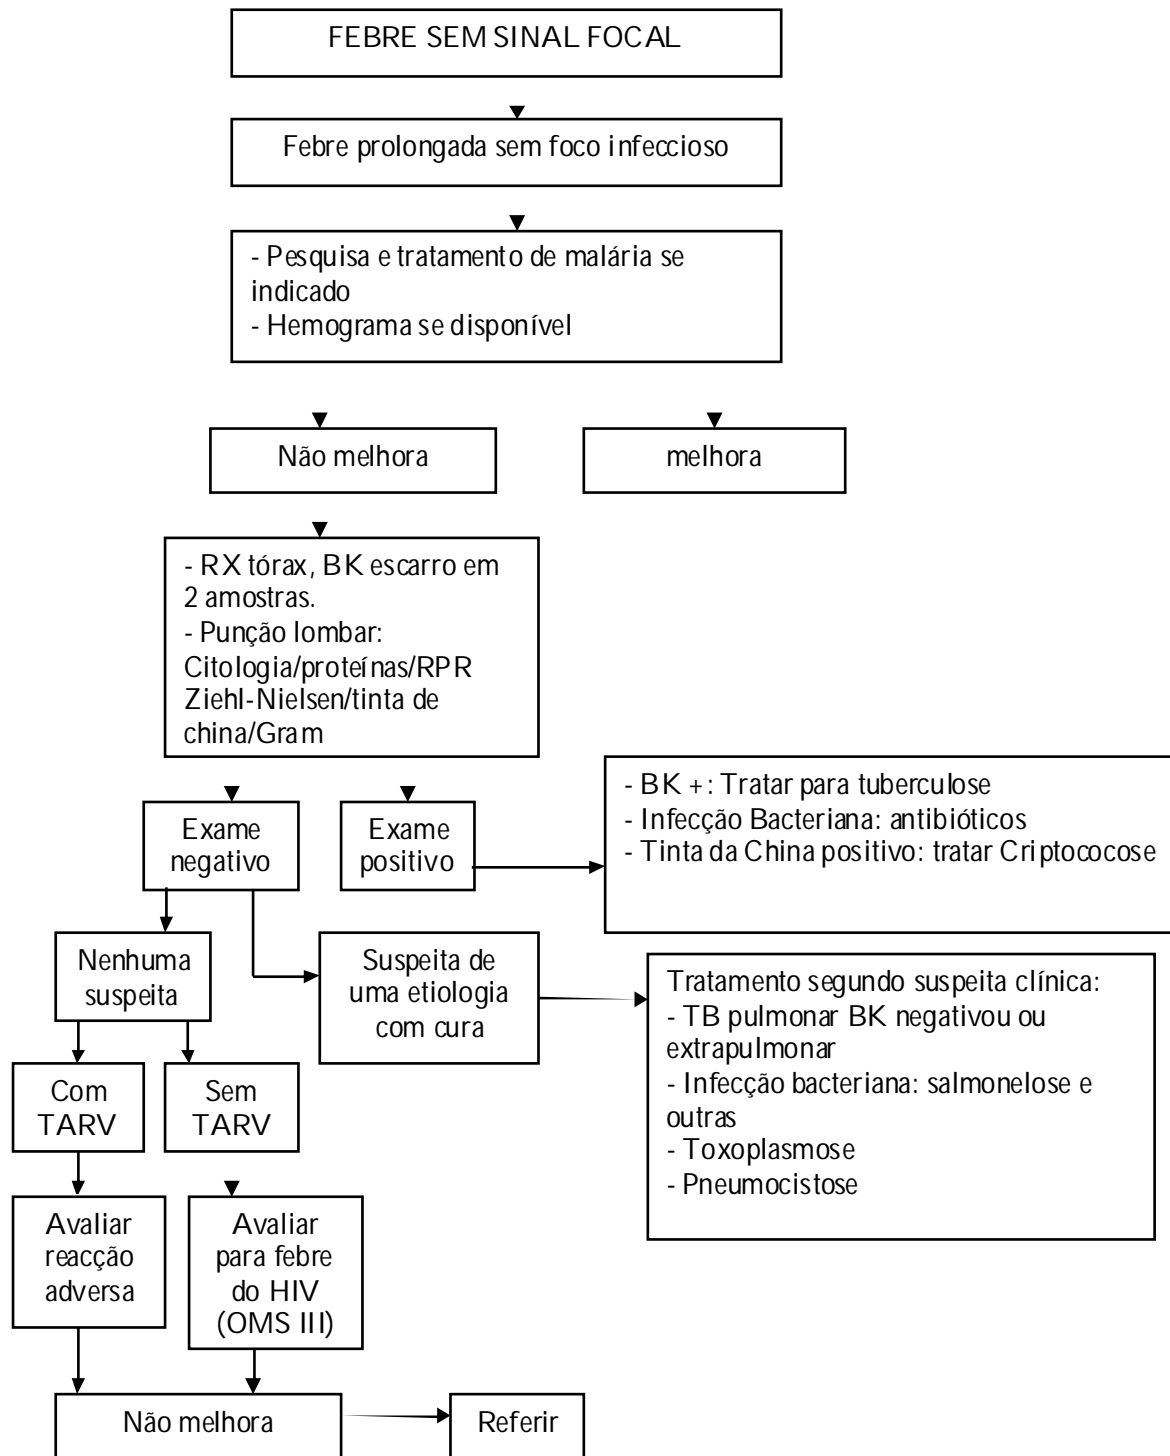 FEBRE SEM SINAL FOCAL
Febre prolongada sem foco infeccioso
- Pesquisa e tratamento de malária se
indicado
- Hemograma se disponível
Não melhora
melhora
- RX tórax, BK escarro em
2 amostras.
- Punção lombar:
Citologia/proteínas/RPR
Ziehl-Nielsen/tinta de
china/Gram
Exame
negativo
Exame
positivo
- BK +: Tratar para tuberculose
- Infecção Bacteriana: antibióticos
- Tinta da China positivo: tratar Criptococose
Nenhuma
suspeita
Suspeita de
uma etiologia
com cura
Tratamento segundo suspeita clínica:
- TB pulmonar BK negativou ou
extrapulmonar
- Infecção bacteriana: salmonelose e
outras
- Toxoplasmose
- Pneumocistose
Com
TARV
Sem
TARV
Avaliar
reacção
adversa
Avaliar
para febre
do HIV
(OMS III)
Não melhora
Referir